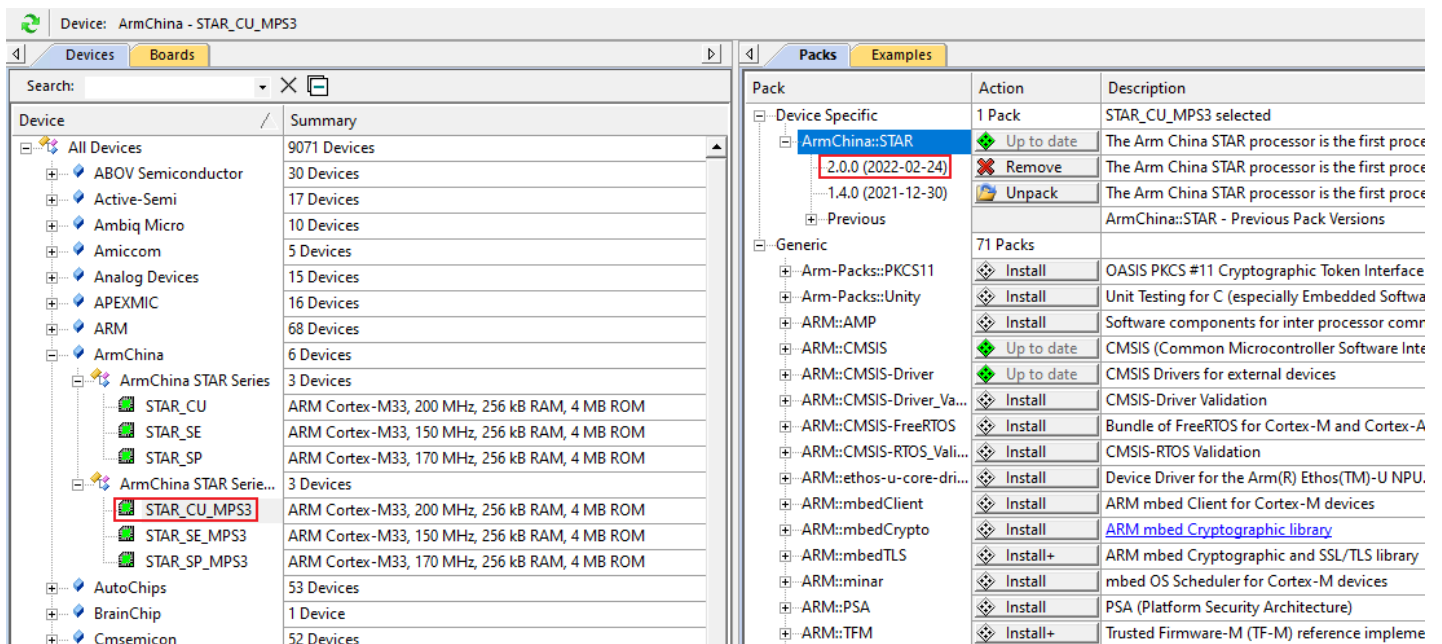 Device: ArmChina - STAR_CU_MPS3
Devices Boards
Search:
Device Summary
All Devices 9071 Devices
ABOV Semiconductor 30 Devices
Active-Semi 17 Devices
Ambiq Micro 10 Devices
Amiccom 5 Devices
Analog Devices 15 Devices
APEXMIC 16 Devices
ARM 68 Devices
ArmChina 6 Devices
ArmChina STAR Series 3 Devices
STAR_CU ARM Cortex-M33, 200 MHz, 256 kB RAM, 4 MB ROM
STAR_SE ARM Cortex-M33, 150 MHz, 256 kB RAM, 4 MB ROM
STAR_SP ARM Cortex-M33, 170 MHz, 256 kB RAM, 4 MB ROM
ArmChina STAR Serie... 3 Devices
STAR_CU_MPS3 ARM Cortex-M33, 200 MHz, 256 kB RAM, 4 MB ROM
STAR_SE_MPS3 ARM Cortex-M33, 150 MHz, 256 kB RAM, 4 MB ROM
STAR_SP_MPS3 ARM Cortex-M33, 170 MHz, 256 kB RAM, 4 MB ROM
AutoChips 53 Devices
BrainChip 1 Device
Cmsemicon 52 Devices
Packs Examples
Pack Action Description
Device Specific 1 Pack STAR_CU_MPS3 selected
ArmChina::STAR Up to date The Arm China STAR processor is the first proce
2.0.0 (2022-02-24) Remove The Arm China STAR processor is the first proce
1.4.0 (2021-12-30) Unpack The Arm China STAR processor is the first proce
Previous ArmChina::STAR - Previous Pack Versions
Generic 71 Packs
Arm-Packs::PKCS11 Install OASIS PKCS #11 Cryptographic Token Interface
Arm-Packs::Unity Install Unit Testing for C (especially Embedded Softwa
ARM::AMP Install Software components for inter processor comr
ARM::CMSIS Up to date CMSIS (Common Microcontroller Software Inte
ARM::CMSIS-Driver Up to date CMSIS Drivers for external devices
ARM::CMSIS-Driver_Va... Install CMSIS-Driver Validation
ARM::CMSIS-FreeRTOS Install Bundle of FreeRTOS for Cortex-M and Cortex-A
ARM::CMSIS-RTOS_Vali... Install CMSIS-RTOS Validation
ARM::ethos-u-core-dri... Install Device Driver for the Arm(R) Ethos(TM)-U NPU.
ARM::mbedClient Install ARM mbed Client for Cortex-M devices
ARM::mbedCrypto Install ARM mbed Cryptographic library
ARM::mbedTLS Install+ ARM mbed Cryptographic and SSL/TLS library
ARM::minar Install mbed OS Scheduler for Cortex-M devices
ARM::PSA Install PSA (Platform Security Architecture)
ARM::TFM Install+ Trusted Firmware-M (TF-M) reference impleme